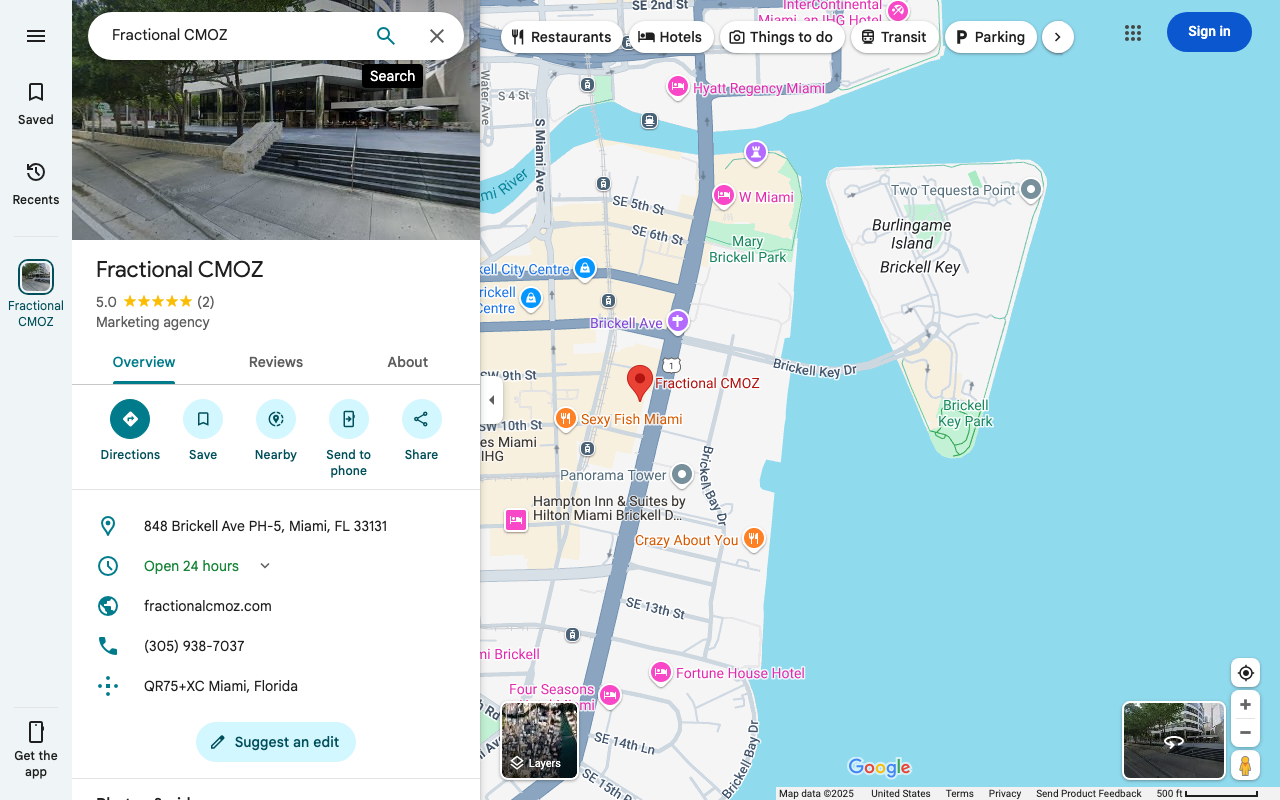 Fractional CMOZ
Search
Saved
Recents
Fractional
CMOZ
Get the
app
Fractional CMOZ
5.0
(2)
Marketing agency
Overview
Reviews
About
Directions
Save
Nearby
Send to
phone
Share
848 Brickell Ave PH-5, Miami, FL 33131
Open 24 hours
fractionalcmoz.com
(305) 938-7037
QR75+XC Miami, Florida
Suggest an edit
Restaurants
Hotels
Things to do
Transit
Parking
Sign in
SE 2nd St
InterContinental
Miami, an IHG Hotel
Hyatt Regency Miami
Water Ave
S 4 St
S Miami Ave
mi River
W Miami
SE 5th St
SE 6th St
Mary
Brickell Park
Two Tequesta Point
Burlingame
Island
Brickell Key
kell City Centre
rickell
Centre
Brickell Ave
1
Brickell Key Dr
SW 9th St
Fractional CMOZ
Sexy Fish Miami
SW 10th St
es Miami
IHG
Brickell
Key Park
Panorama Tower
Brickell Bay Dr
Hampton Inn & Suites by
Hilton Miami Brickell D...
Crazy About You
SE 13th St
mi Brickell
Fortune House Hotel
Four Seasons
SE 14th Ln
SE 15th
Brickell Bay Dr
Layers
Google
Map data ©2025
United States
Terms
Privacy
Send Product Feedback
500 ft